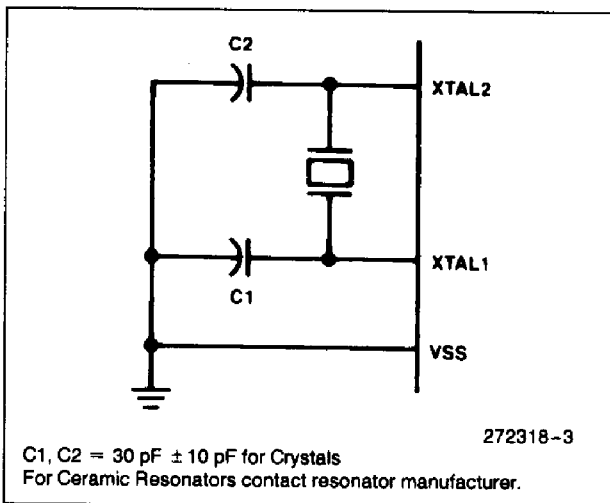 C2
XTAL2
XTAL1
C1
VSS
272318-3
C1, C2 = 30 pF ± 10 pF for Crystals
For Ceramic Resonators contact resonator manufacturer.